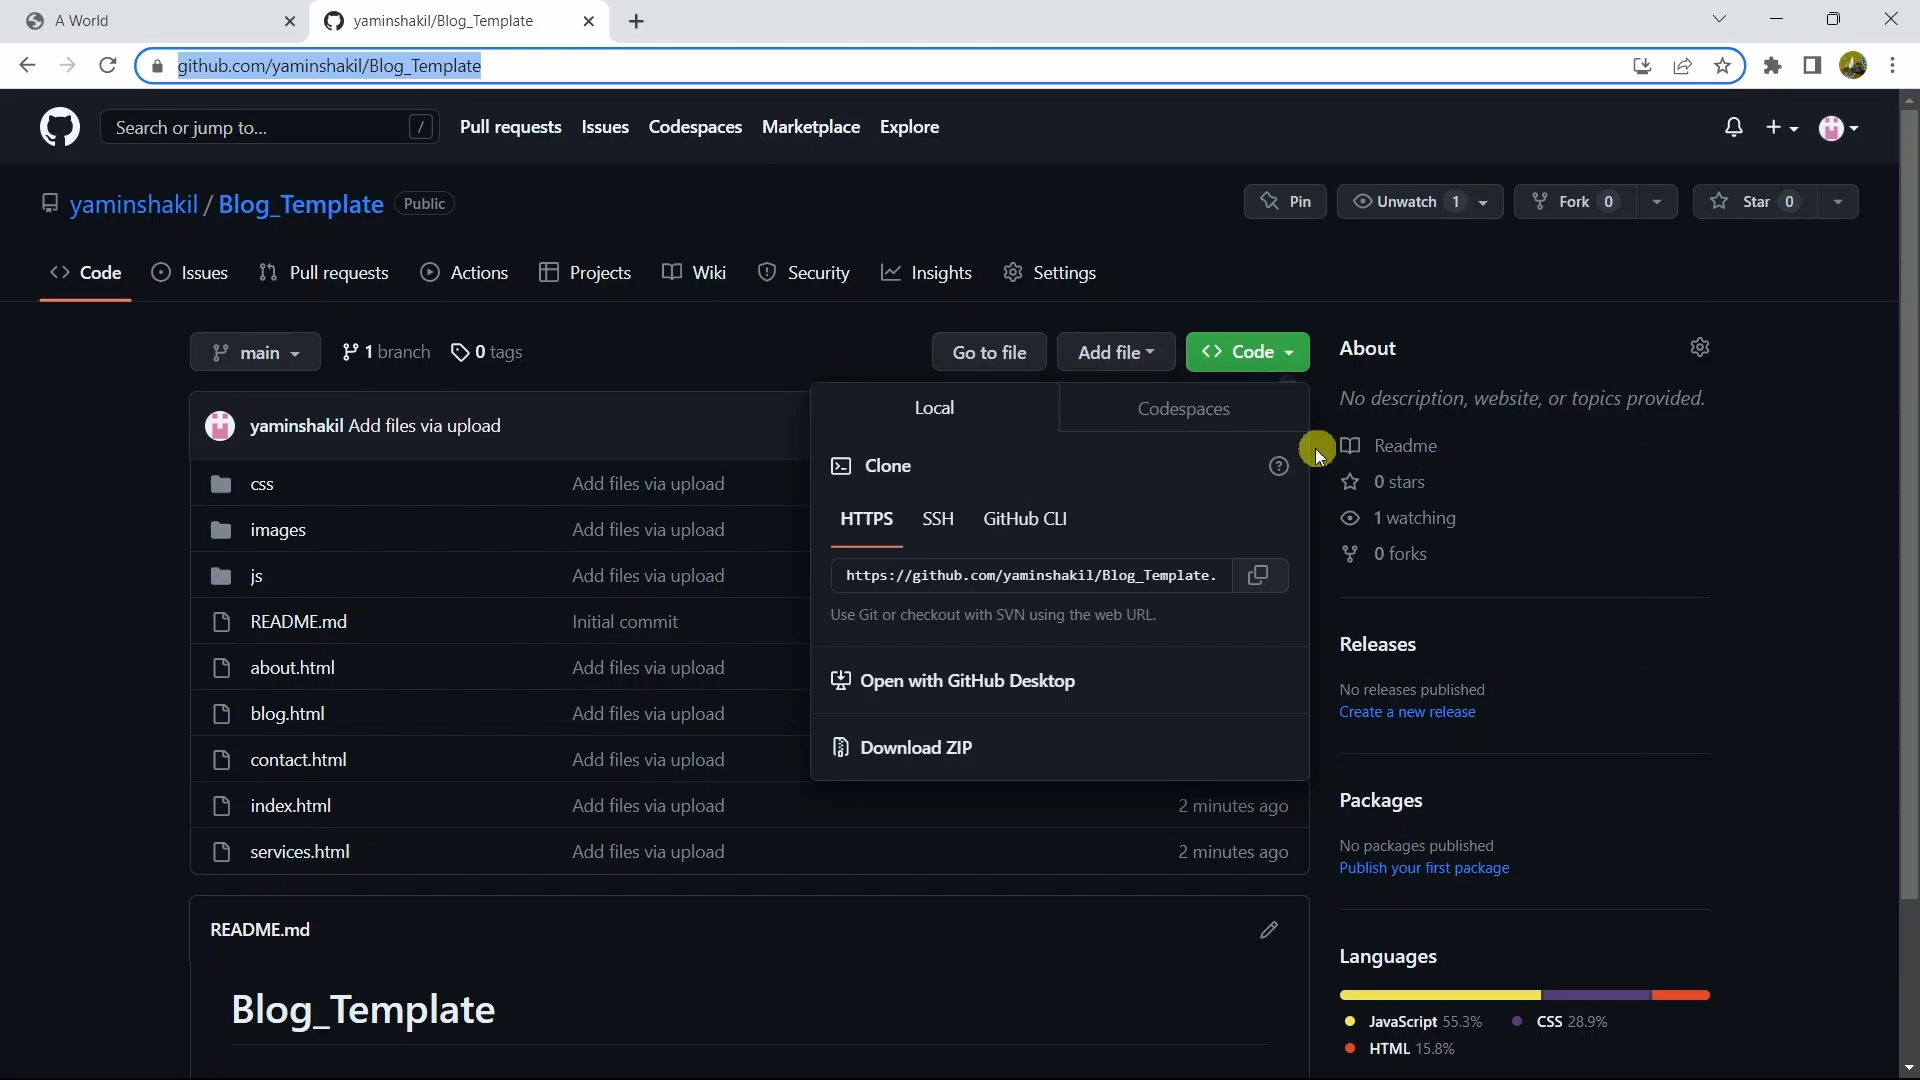 A World
yaminshakil/Blog_Template
github.com/yaminshakil/Blog_Template
Search or jump to... /
Pull requests Issues Codespaces Marketplace Explore
yaminshakil / Blog_Template Public
Pin Unwatch 1 Fork 0 Star 0
Code Issues Pull requests Actions Projects Wiki Security Insights Settings
main 1 branch 0 tags Go to file Add file Code
yaminshakil Add files via upload
css Add files via upload
images Add files via upload
js Add files via upload
README.md Initial commit
about.html Add files via upload
blog.html Add files via upload
contact.html Add files via upload
index.html Add files via upload 2 minutes ago
services.html Add files via upload 2 minutes ago
Local Codespaces
Clone
HTTPS SSH GitHub CLI
https://github.com/yaminshakil/Blog_Template.
Use Git or checkout with SVN using the web URL.
Open with GitHub Desktop
Download ZIP
README.md
Blog_Template
About
No description, website, or topics provided.
Readme
0 stars
1 watching
0 forks
Releases
No releases published
Create a new release
Packages
No packages published
Publish your first package
Languages
JavaScript 55.3% CSS 28.9%
HTML 15.8%